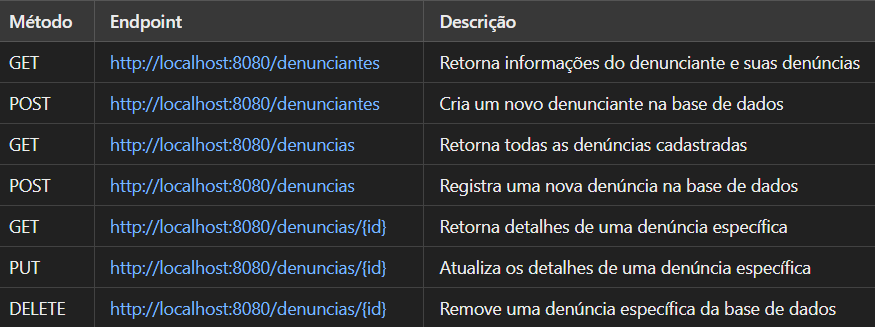 Método Endpoint Descrição
GET http://localhost:8080/denunciantes Retorna informações do denunciante e suas denúncias
POST http://localhost:8080/denunciantes Cria um novo denunciante na base de dados
GET http://localhost:8080/denuncias Retorna todas as denúncias cadastradas
POST http://localhost:8080/denuncias Registra uma nova denúncia na base de dados
GET http://localhost:8080/denuncias/{id} Retorna detalhes de uma denúncia específica
PUT http://localhost:8080/denuncias/{id} Atualiza os detalhes de uma denúncia específica
DELETE http://localhost:8080/denuncias/{id} Remove uma denúncia específica da base de dados